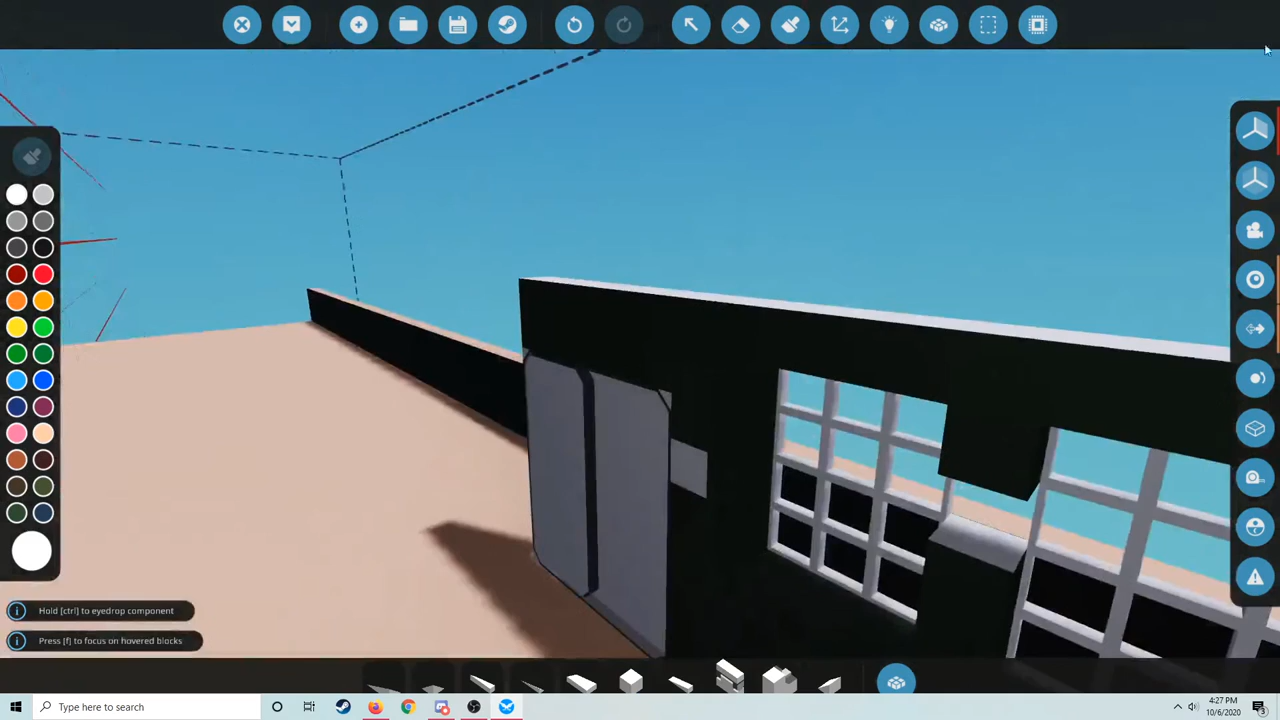 Hold [ctrl] to eyedrop component
Press [f] to focus on hovered blocks
Type here to search
4:27 PM
10/6/2020
3